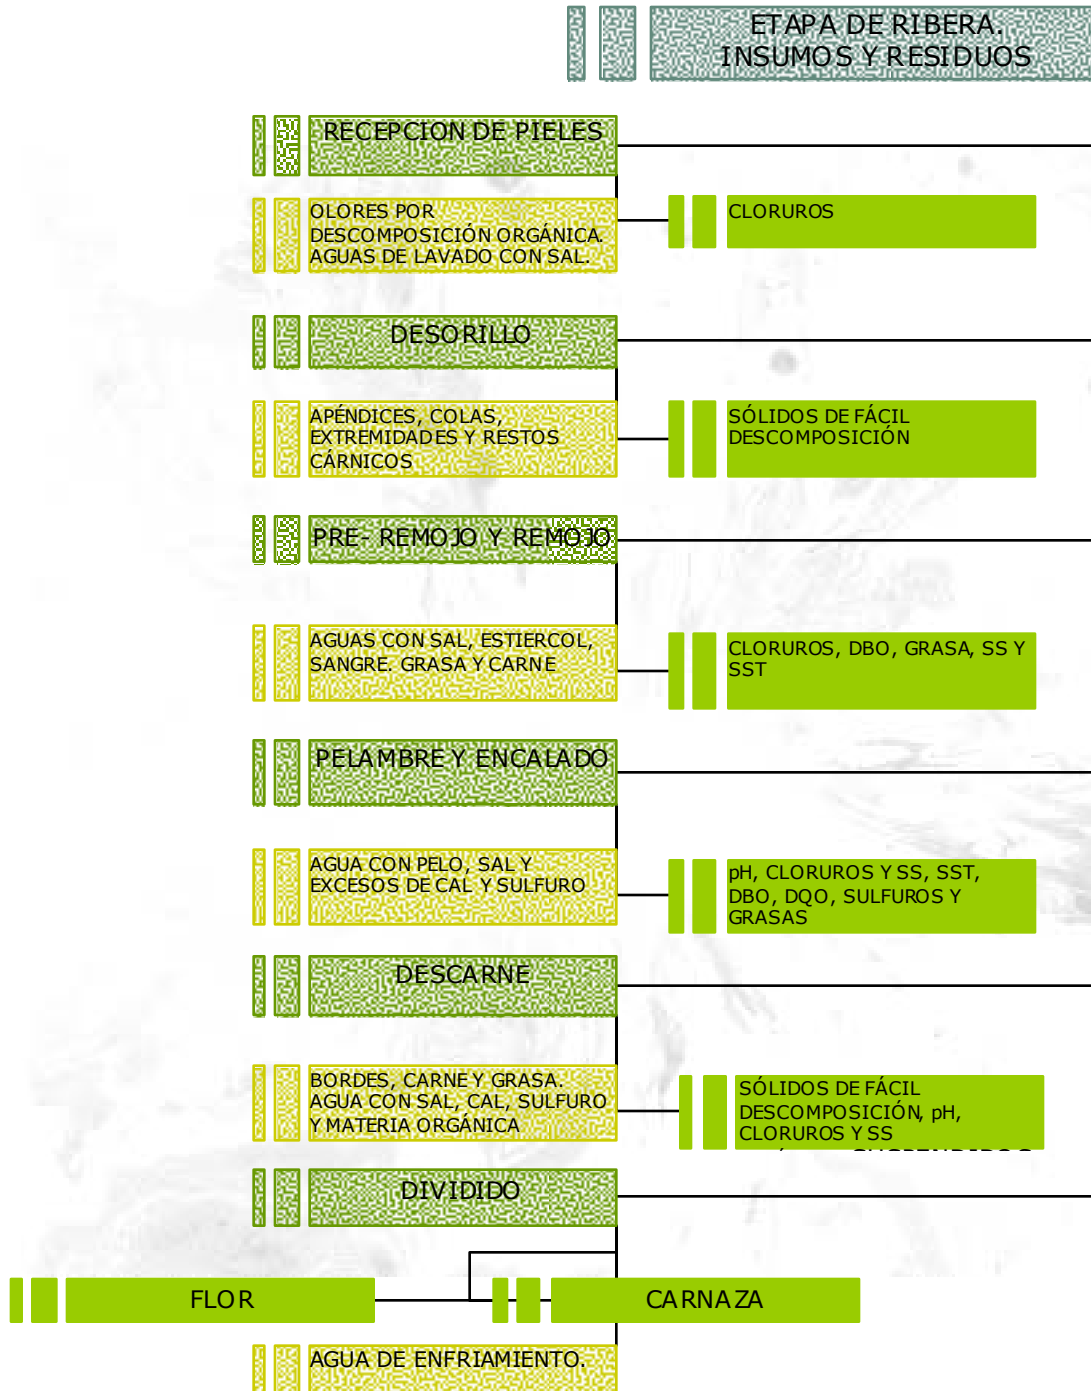 ETAPA DE RIBERA.
INSUMOS Y RESIDUOS
RECEPCION DE PIELES
OLORES POR
DESCOMPOSICIÓN ORGÁNICA.
AGUAS DE LAVADO CON SAL.
CLORUROS
DESORILLO
APÉNDICES, COLAS,
EXTREMIDADES Y RESTOS
CÁRNICOS
SÓLIDOS DE FÁCIL
DESCOMPOSICIÓN
PRE- REMOJO Y REMOJO
AGUAS CON SAL, ESTIERCOL,
SANGRE. GRASA Y CARNE
CLORUROS, DBO, GRASA, SS Y
SST
PELAMBRE Y ENCALADO
AGUA CON PELO, SAL Y
EXCESOS DE CAL Y SULFURO
pH, CLORUROS Y SS, SST,
DBO, DQO, SULFUROS Y
GRASAS
DESCARNE
BORDES, CARNE Y GRASA.
AGUA CON SAL, CAL, SULFURO
Y MATERIA ORGÁNICA
SÓLIDOS DE FÁCIL
DESCOMPOSICIÓN, pH,
CLORUROS Y SS
DIVIDIDO
FLOR
CARNAZA
AGUA DE ENFRIAMIENTO.